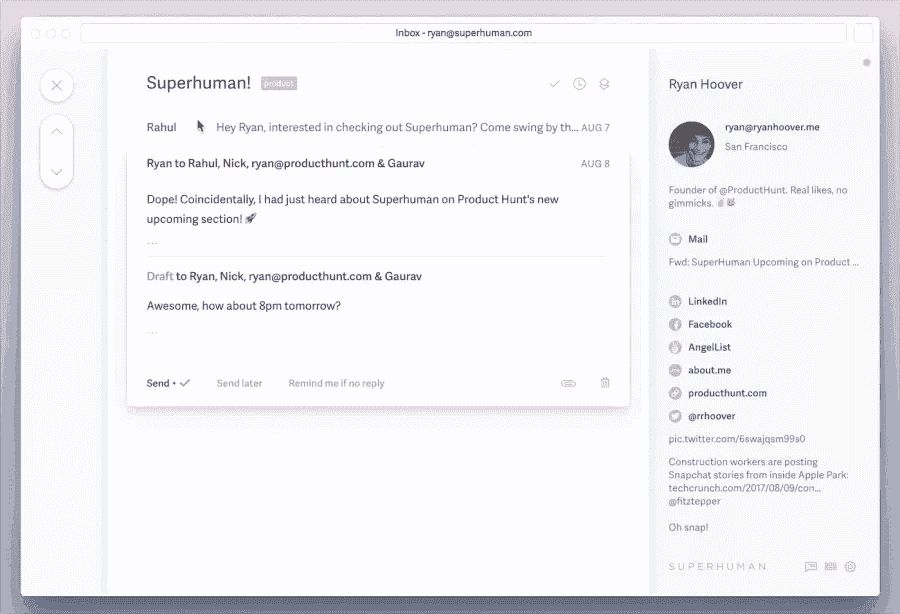 Inbox - ryan@superhuman.com
Superhuman! product
Rahul Hey Ryan, interested in checking out Superhuman? Come swing by th... AUG 7
Ryan to Rahul, Nick, ryan@producthunt.com & Gaurav AUG 8
Dope! Coincidentally, I had just heard about Superhuman on Product Hunt's new
upcoming section! 🚀
...
Draft to Ryan, Nick, ryan@producthunt.com & Gaurav
Awesome, how about 8pm tomorrow?
...
Send + ✓ Send later Remind me if no reply
Ryan Hoover
ryan@ryanhoover.me
San Francisco
Founder of @ProductHunt. Real likes, no
gimmicks. ✌😻
Mail
Fwd: SuperHuman Upcoming on Product ...
LinkedIn
Facebook
AngelList
about.me
producthunt.com
@rrhoover
pic.twitter.com/6swajqsm99s0
Construction workers are posting
Snapchat stories from inside Apple Park:
techcrunch.com/2017/08/09/con...
@fitztepper
Oh snap!
SUPERHUMAN